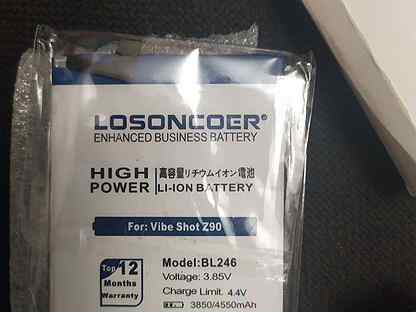 LOSONCOER®
ENHANCED BUSINESS BATTERY
HIGH POWER
高容量リチウムイオン電池
LI-ION BATTERY
For: Vibe Shot Z90
Top 12 Months Warranty
Model:BL246
Voltage: 3.85V
Charge Limit: 4.4V
3850/4550mAh